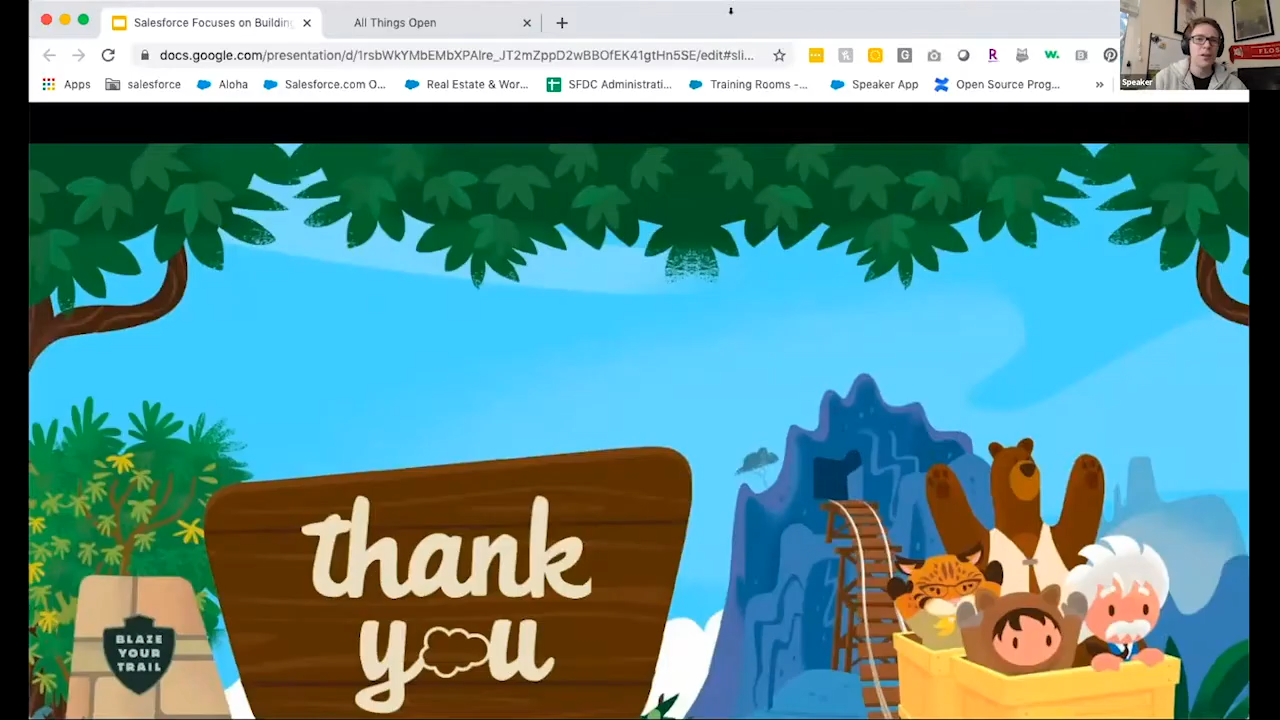 Salesforce Focuses on Building
All Things Open
docs.google.com/presentation/d/1rsbWkYMbEMbXPAlre_LT2mZppD2wBBOfEK41gtHn5SE/edit#sli...
Apps
salesforce
Aloha
Salesforce.com O...
Real Estate & Wor...
SFDC Administrati...
Training Rooms -...
Speaker App
Open Source Prog...
»
Speaker
thank
you
BLAZE
YOUR
TRAIL